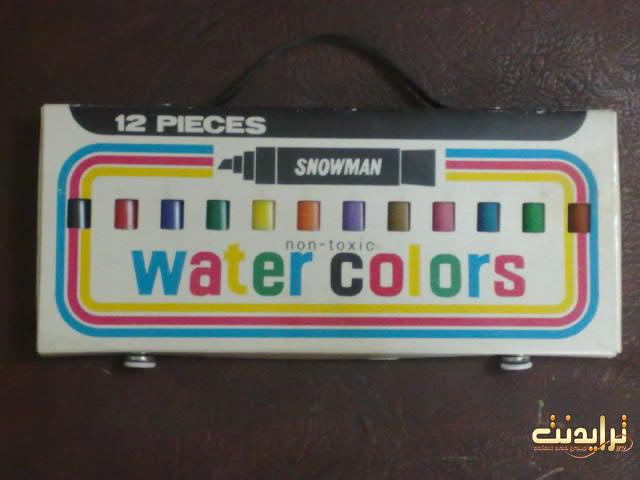 12 PIECES
SNOWMAN
non-toxic
water colors
ترايدنت